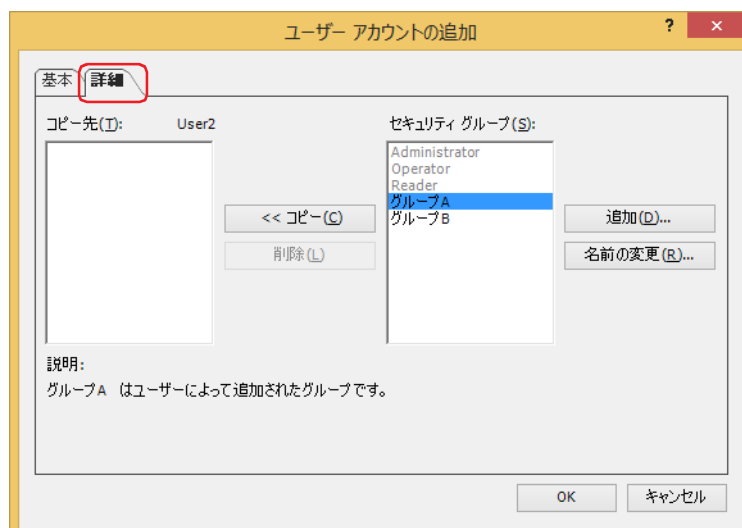 ユーザー アカウントの追加
? ×
基本 詳細
コピー先(T): User2 セキュリティ グループ(S):
Administrator
Operator
Reader
グループA
<< コピー(C) グループB 追加(D)...
削除(L) 名前の変更(R)...
説明:
グループA はユーザーによって追加されたグループです。
OK キャンセル